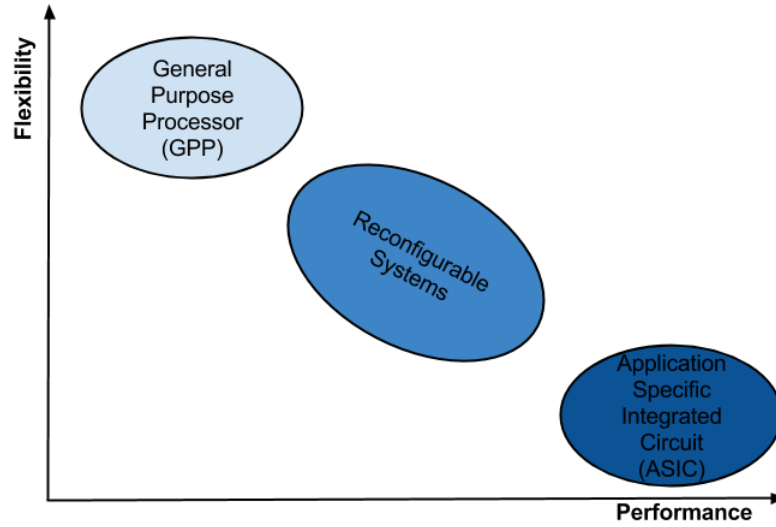 Flexibility
General
Purpose
Processor
(GPP)
Reconfigurable
Systems
Application
Specific
Integrated
Circuit
(ASIC)
Performance